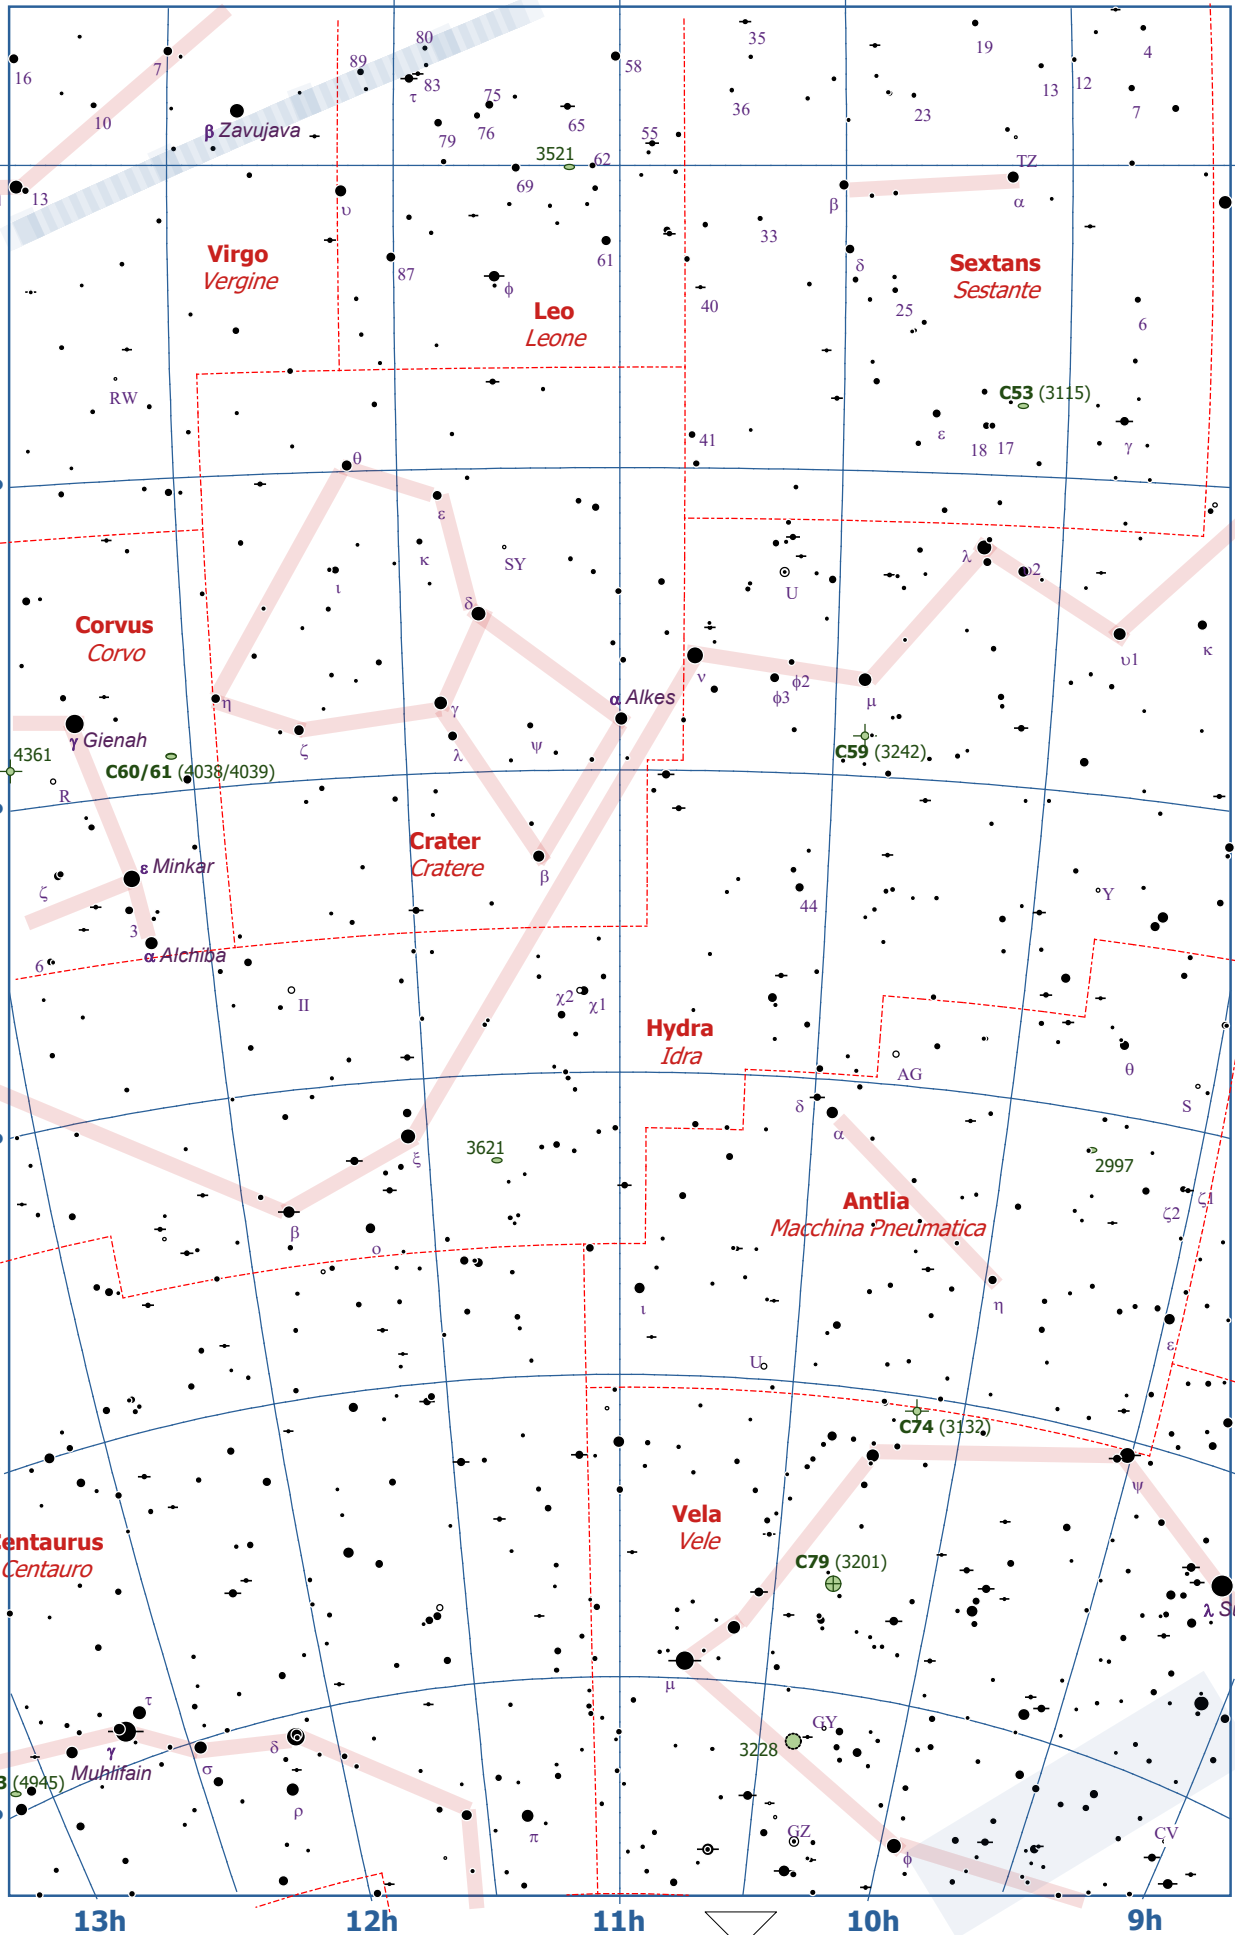 80
35
19
4
16
7
89
58
13
12
83
τ
75
36
23
7
10
β Zavujava
79
76
65
55
3521
62
TZ
13
69
υ
β
α
33
Virgo
Vergine
87
61
δ
Sextans
Sestante
ϕ
Leo
Leone
40
25
6
RW
C53 (3115)
41
ε
18
17
γ
θ
ε
κ
SY
λ
υ2
ι
U
δ
Corvus
Corvo
κ
υ1
ν
ϕ3
ϕ2
μ
η
α Alkes
γ
γ Gienah
ζ
λ
ψ
4361
C60/61 (4038/4039)
C59 (3242)
R
Crater
Cratere
ε Minkar
β
ζ
44
Y
3
α Alchiba
6
II
χ2
χ1
Hydra
Idra
AG
θ
S
δ
α
3621
ξ
2997
Antlia
Macchina Pneumatica
ζ2
ζ1
β
ο
ι
η
ε
U
C74 (3132)
ψ
Vela
Vele
entaurus
Centauro
C79 (3201)
λ S
μ
τ
GY
3228
γ
Muhlifain
δ
σ
3 (4945)
ρ
π
GZ
CV
ϕ
13h
12h
11h
10h
9h